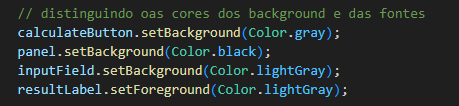 // distinguindo oas cores dos background e das fontes
calculateButton.setBackground(Color.gray);
panel.setBackground(Color.black);
inputField.setBackground(Color.lightGray);
resultLabel.setForeground(Color.lightGray);